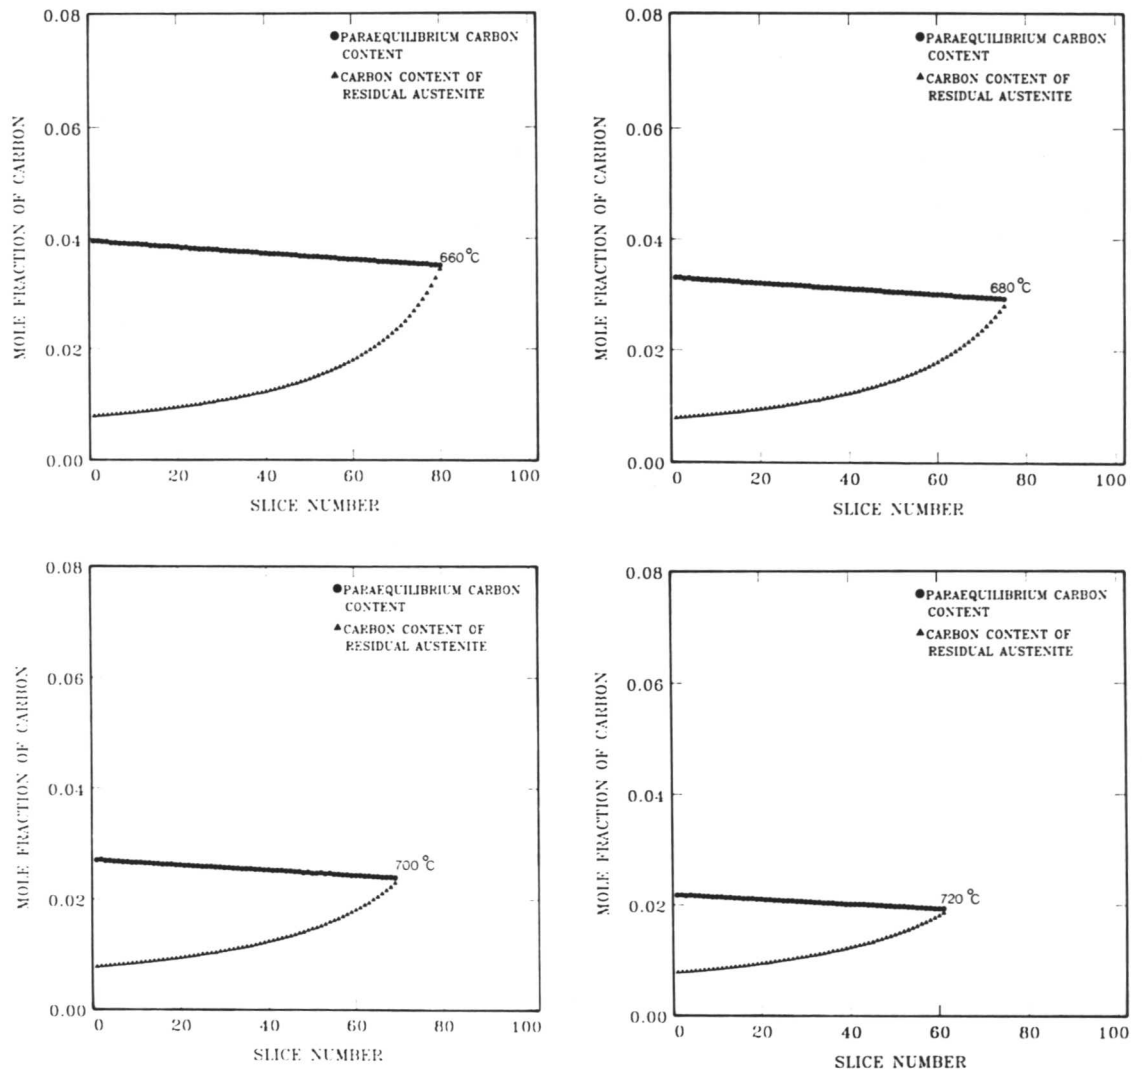 0.08
0.06
0.04
0.02
0.00
MOLE FRACTION OF CARBON
●PARAEQUILIBRIUM CARBON
CONTENT
▲CARBON CONTENT OF
RESIDUAL AUSTENITE
660°C
0 20 40 60 80 100
SLICE NUMBER
0.08
0.06
0.04
0.02
0.00
MOLE FRACTION OF CARBON
●PARAEQUILIBRIUM CARBON
CONTENT
▲CARBON CONTENT OF
RESIDUAL AUSTENITE
680°C
0 20 40 60 80 100
SLICE NUMBER
0.08
0.06
0.04
0.02
0.00
MOLE FRACTION OF CARBON
●PARAEQUILIBRIUM CARBON
CONTENT
▲CARBON CONTENT OF
RESIDUAL AUSTENITE
700°C
0 20 40 60 80 100
SLICE NUMBER
0.08
0.06
0.04
0.02
0.00
MOLE FRACTION OF CARBON
●PARAEQUILIBRIUM CARBON
CONTENT
▲CARBON CONTENT OF
RESIDUAL AUSTENITE
720°C
0 20 40 60 80 100
SLICE NUMBER